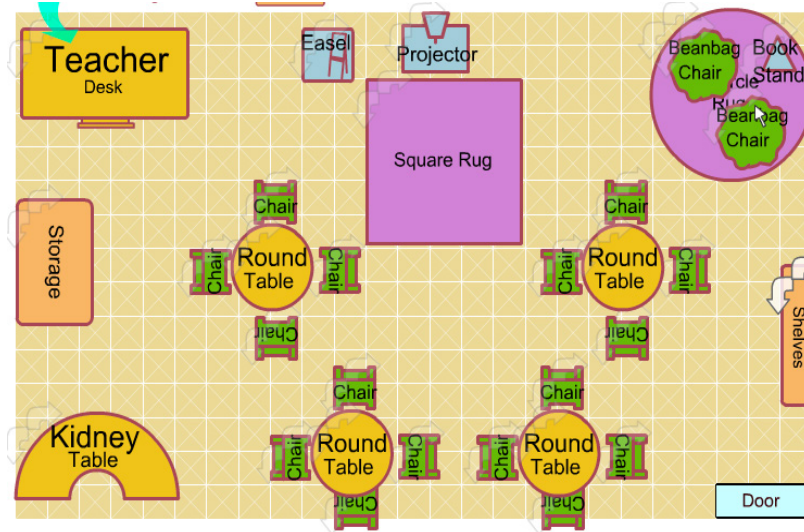 Teacher
Desk
Easel
Projector
Beanbag
Chair
Book
Stand
rcle
Ru
Beanbag
Chair
Square Rug
Storage
Chair
Chair
Round
Table
Chair
Chair
Chair
Chair
Round
Table
Chair
Chair
Shelves
Kidney
Table
Chair
Chair
Round
Table
Chair
Chair
Chair
Chair
Round
Table
Chair
Chair
Door